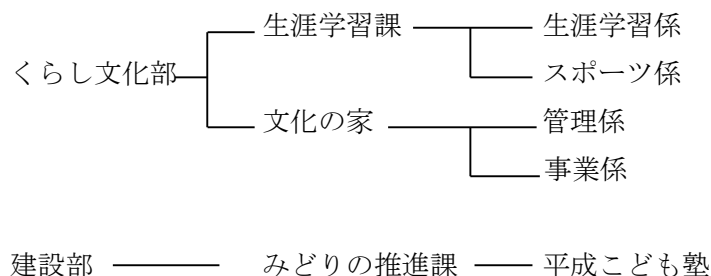 生涯学習課 生涯学習係
くらし文化部 スポーツ係
文化の家 管理係
事業係
建設部 みどりの推進課 平成こども塾